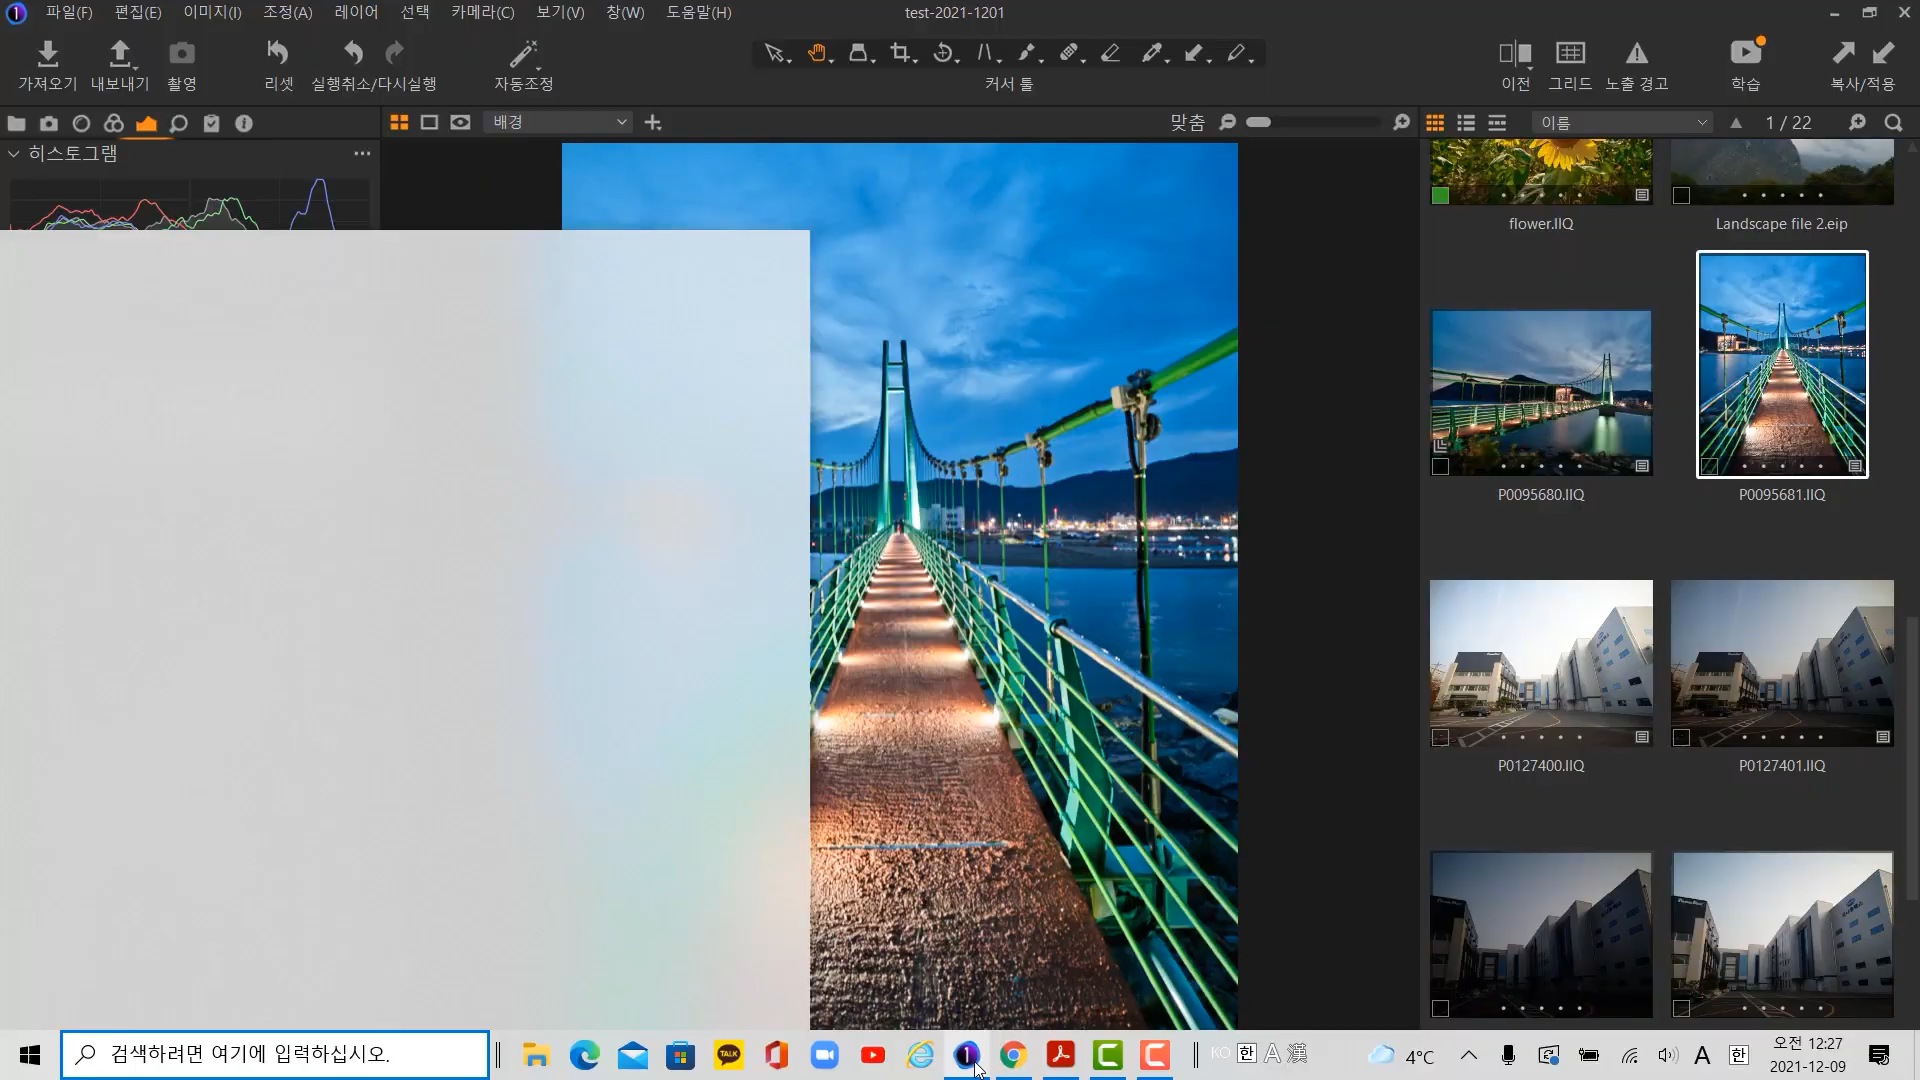 파일(F) 편집(E) 이미지(I) 조정(A) 레이어 선택 카메라(C) 보기(V) 창(W) 도움말(H)
test-2021-1201
가져오기 내보내기 촬영 리셋 실행취소/다시실행 자동조정 커서 툴 이전 그리드 노출 경고 학습 복사/적용
배경 맞춤 이름 1 / 22
히스토그램
flower.IIQ Landscape file 2.eip
P0095680.IIQ P0095681.IIQ
P0127400.IIQ P0127401.IIQ
검색하려면 여기에 입력하십시오.
TALK
KO 한 A 漢
4°C
A 한
오전 12:27
2021-12-09